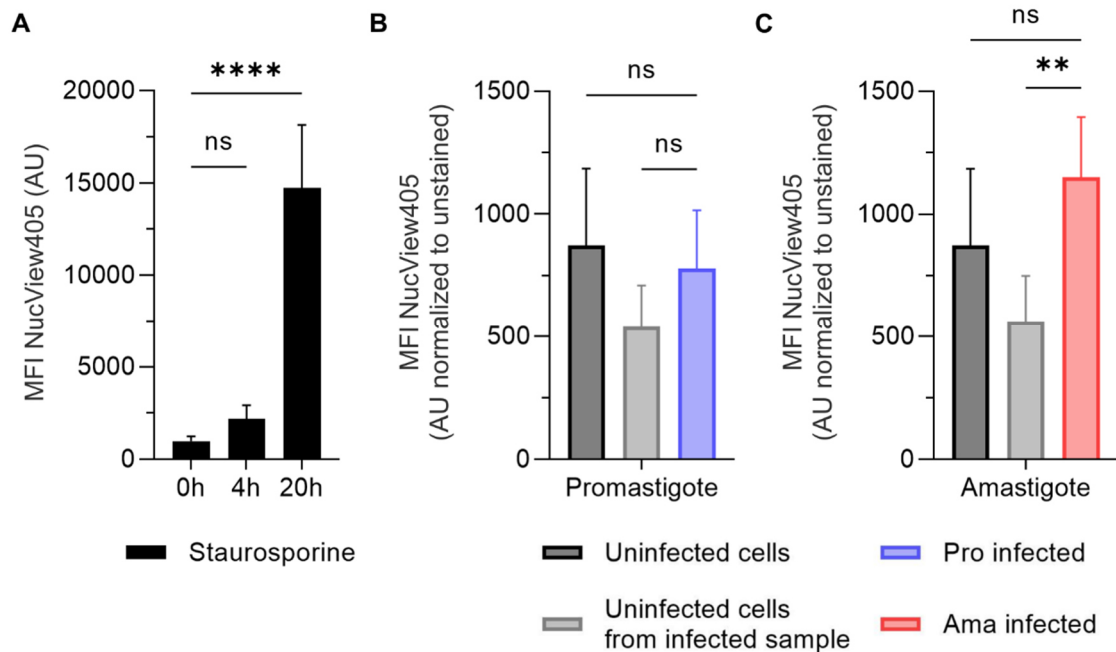 A
MFI NucView405 (AU)
20000
15000
10000
5000
0
****
ns
0h
4h
20h
Staurosporine
B
MFI NucView405
(AU normalized to unstained)
1500
1000
500
0
ns
ns
Promastigote
C
MFI NucView405
(AU normalized to unstained)
1500
1000
500
0
ns
**
Amastigote
Uninfected cells
Uninfected cells
from infected sample
Pro infected
Ama infected